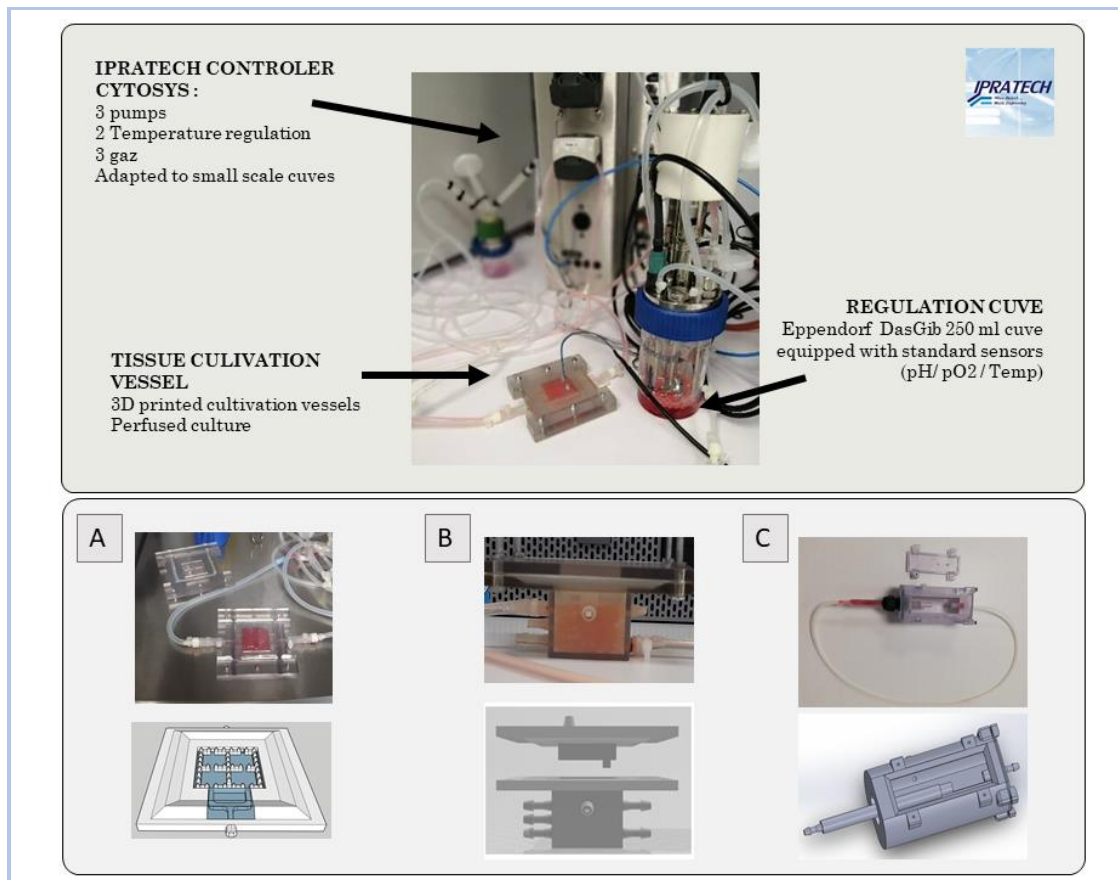 IPRATECH CONTROLER
CYTOSYS :
3 pumps
2 Temperature regulation
3 gaz
Adapted to small scale cuves
IPRATECH
TISSUE CULIVATION
VESSEL
3D printed cultivation vessels
Perfused culture
REGULATION CUVE
Eppendorf DasGib 250 ml cuve
equipped with standard sensors
(pH/ pO2 / Temp)
A
B
C